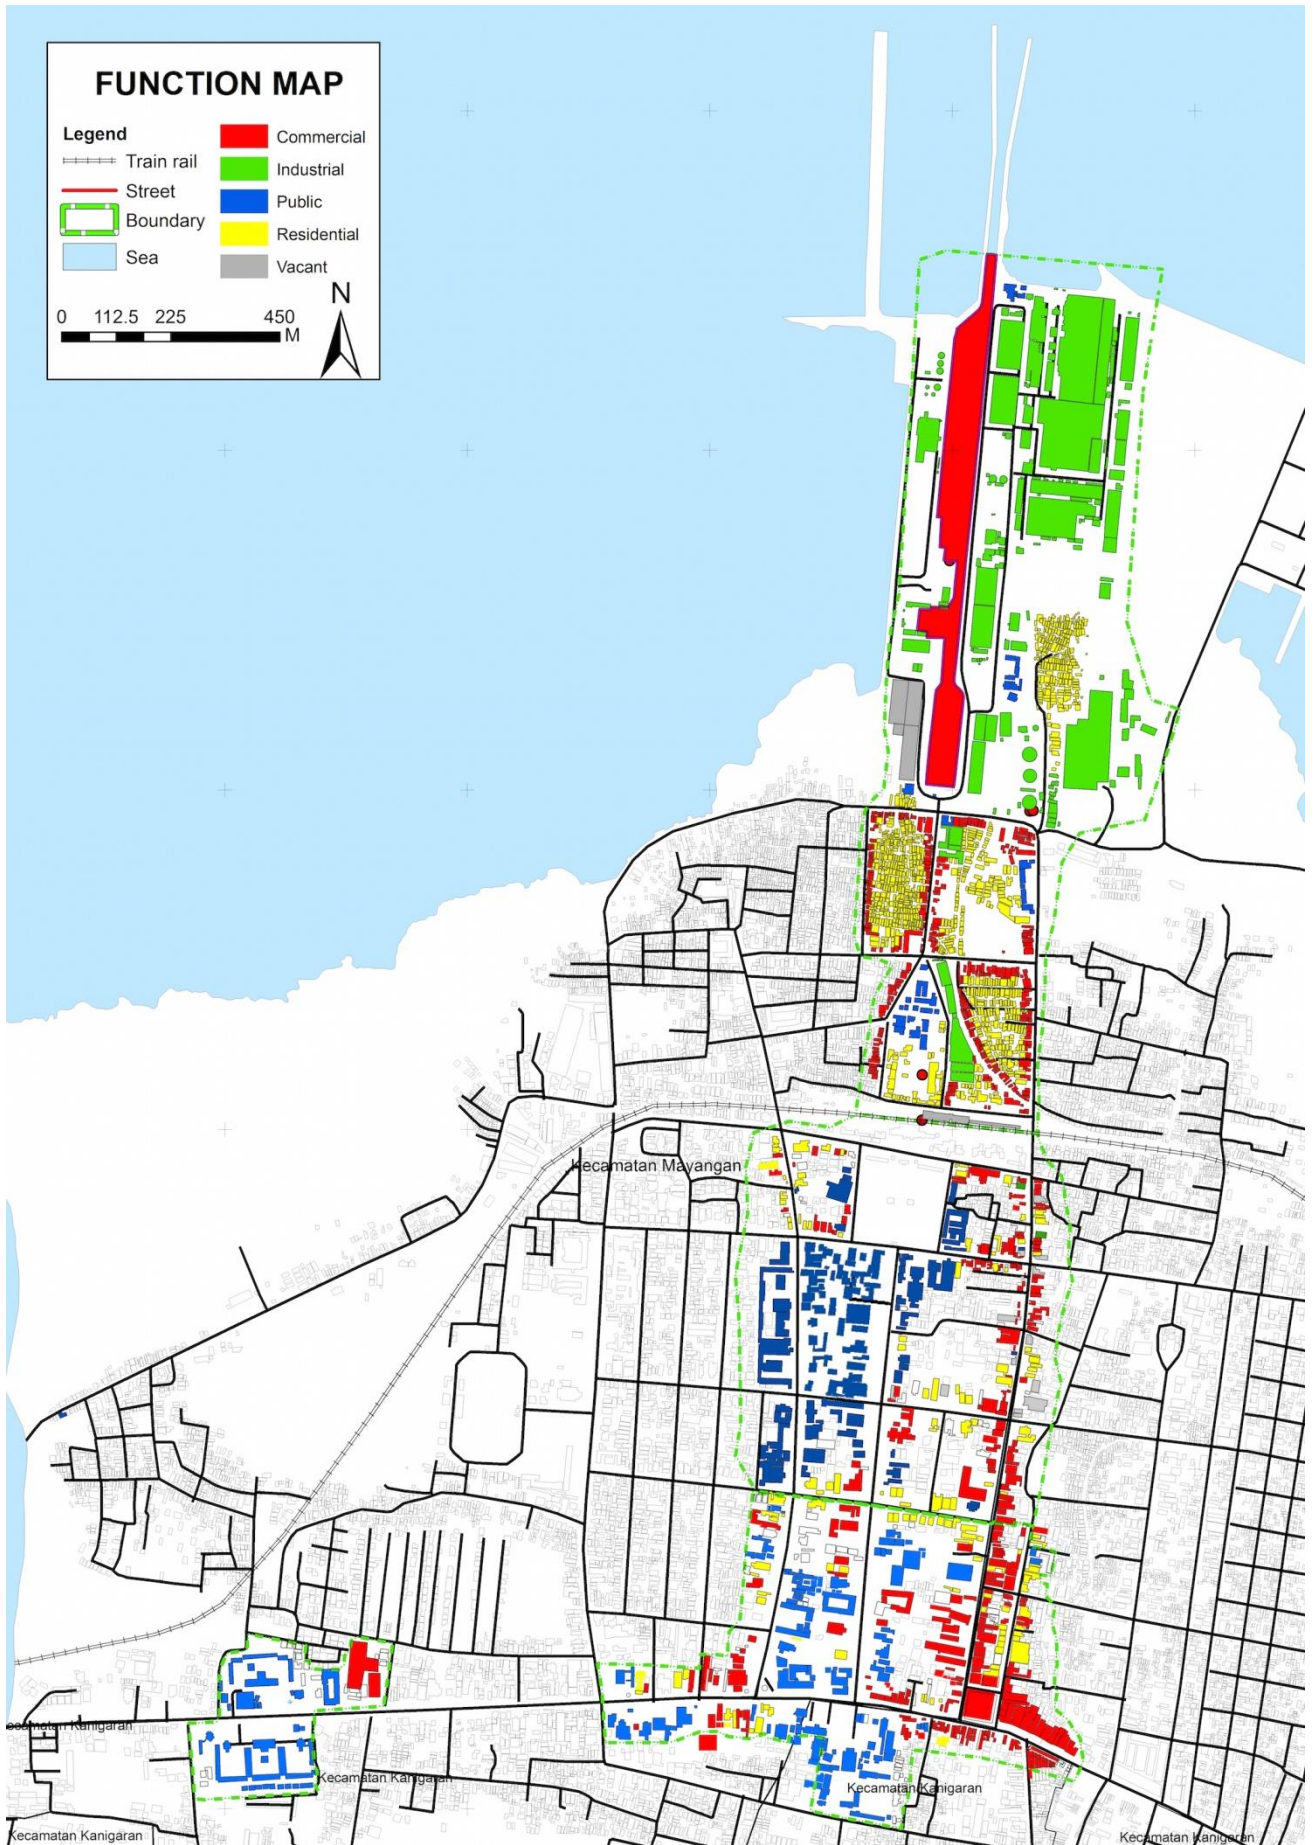 FUNCTION MAP
Legend
Train rail
Street
Boundary
Sea
Commercial
Industrial
Public
Residential
Vacant
N
0 112.5 225 450
M
Kecamatan Mayangan
Kecamatan Kanigaran
Kecamatan Kanigaran
Kecamatan Kanigaran
Kecamatan Kanigaran
Kecamatan Kanigaran